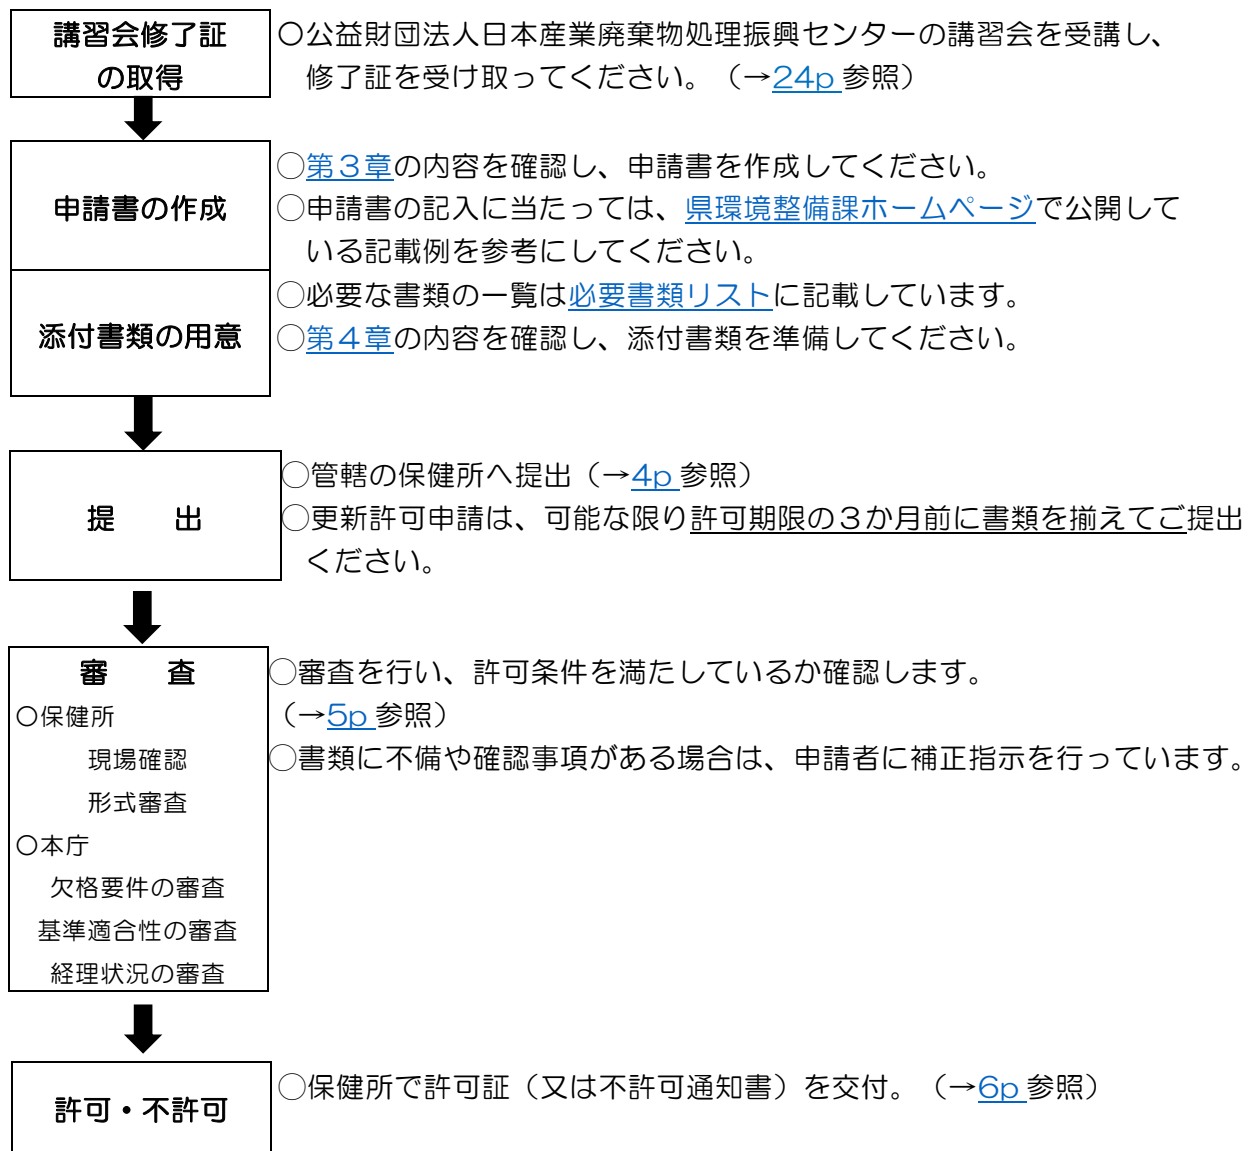 講習会修了証
の取得
〇公益財団法人日本産業廃棄物処理振興センターの講習会を受講し、
修了証を受け取ってください。（→24p 参照）
申請書の作成
○第３章の内容を確認し、申請書を作成してください。
○申請書の記入に当たっては、県環境整備課ホームページで公開して
いる記載例を参考にしてください。
添付書類の用意
○必要な書類の一覧は必要書類リストに記載しています。
○第４章の内容を確認し、添付書類を準備してください。
提　出
○管轄の保健所へ提出（→4p 参照）
○更新許可申請は、可能な限り許可期限の３か月前に書類を揃えてご提出
ください。
審　査
〇保健所
現場確認
形式審査
〇本庁
欠格要件の審査
基準適合性の審査
経理状況の審査
○審査を行い、許可条件を満たしているか確認します。
（→5p 参照）
○書類に不備や確認事項がある場合は、申請者に補正指示を行っています。
許可・不許可
○保健所で許可証（又は不許可通知書）を交付。（→6p 参照）